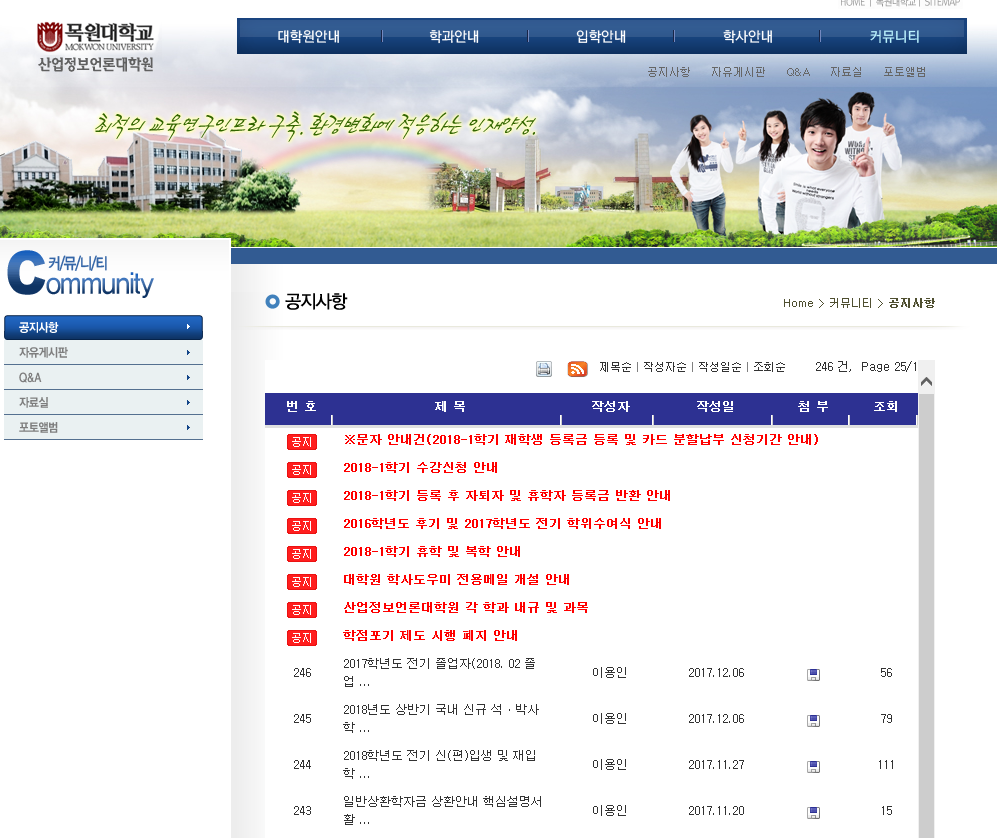 HOME | 목원대학교 | SITEMAP
목원대학교
MOKWON UNIVERSITY
산업정보언론대학원
대학원안내 학과안내 입학안내 학사안내 커뮤니티
공지사항 자유게시판 Q&A 자료실 포토앨범
최적의 교육연구인프라 구축. 환경변화에 적응하는 인재양성.
커/뮤/니/티
Community
공지사항
자유게시판
Q&A
자료실
포토앨범
공지사항
Home > 커뮤니티 > 공지사항
제목순 | 작성자순 | 작성일순 | 조회순 246 건, Page 25/1
번 호 제 목 작성자 작성일 첨 부 조회
공지 ※문자 안내건(2018-1학기 재학생 등록금 등록 및 카드 분할납부 신청기간 안내)
공지 2018-1학기 수강신청 안내
공지 2018-1학기 등록 후 자퇴자 및 휴학자 등록금 반환 안내
공지 2016학년도 후기 및 2017학년도 전기 학위수여식 안내
공지 2018-1학기 휴학 및 복학 안내
공지 대학원 학사도우미 전용메일 개설 안내
공지 산업정보언론대학원 각 학과 내규 및 과목
공지 학점포기 제도 시행 폐지 안내
246 2017학년도 전기 졸업자(2018. 02 졸
업 ... 이용인 2017.12.06 56
245 2018년도 상반기 국내 신규 석 · 박사
학 ... 이용인 2017.12.06 79
244 2018학년도 전기 신(편)입생 및 재입
학 ... 이용인 2017.11.27 111
243 일반상환학자금 상환안내 핵심설명서
활 ... 이용인 2017.11.20 15